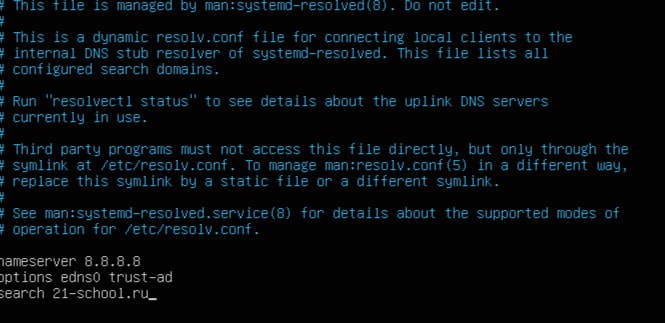 # This file is managed by man:systemd-resolved(8). Do not edit.
#
# This is a dynamic resolv.conf file for connecting local clients to the
# internal DNS stub resolver of systemd-resolved. This file lists all
# configured search domains.
#
# Run "resolvectl status" to see details about the uplink DNS servers
# currently in use.
#
# Third party programs must not access this file directly, but only through the
# symlink at /etc/resolv.conf. To manage man:resolv.conf(5) in a different way,
# replace this symlink by a static file or a different symlink.
#
# See man:systemd-resolved.service(8) for details about the supported modes of
# operation for /etc/resolv.conf.

nameserver 8.8.8.8
options edns0 trust-ad
search 21-school.ru_